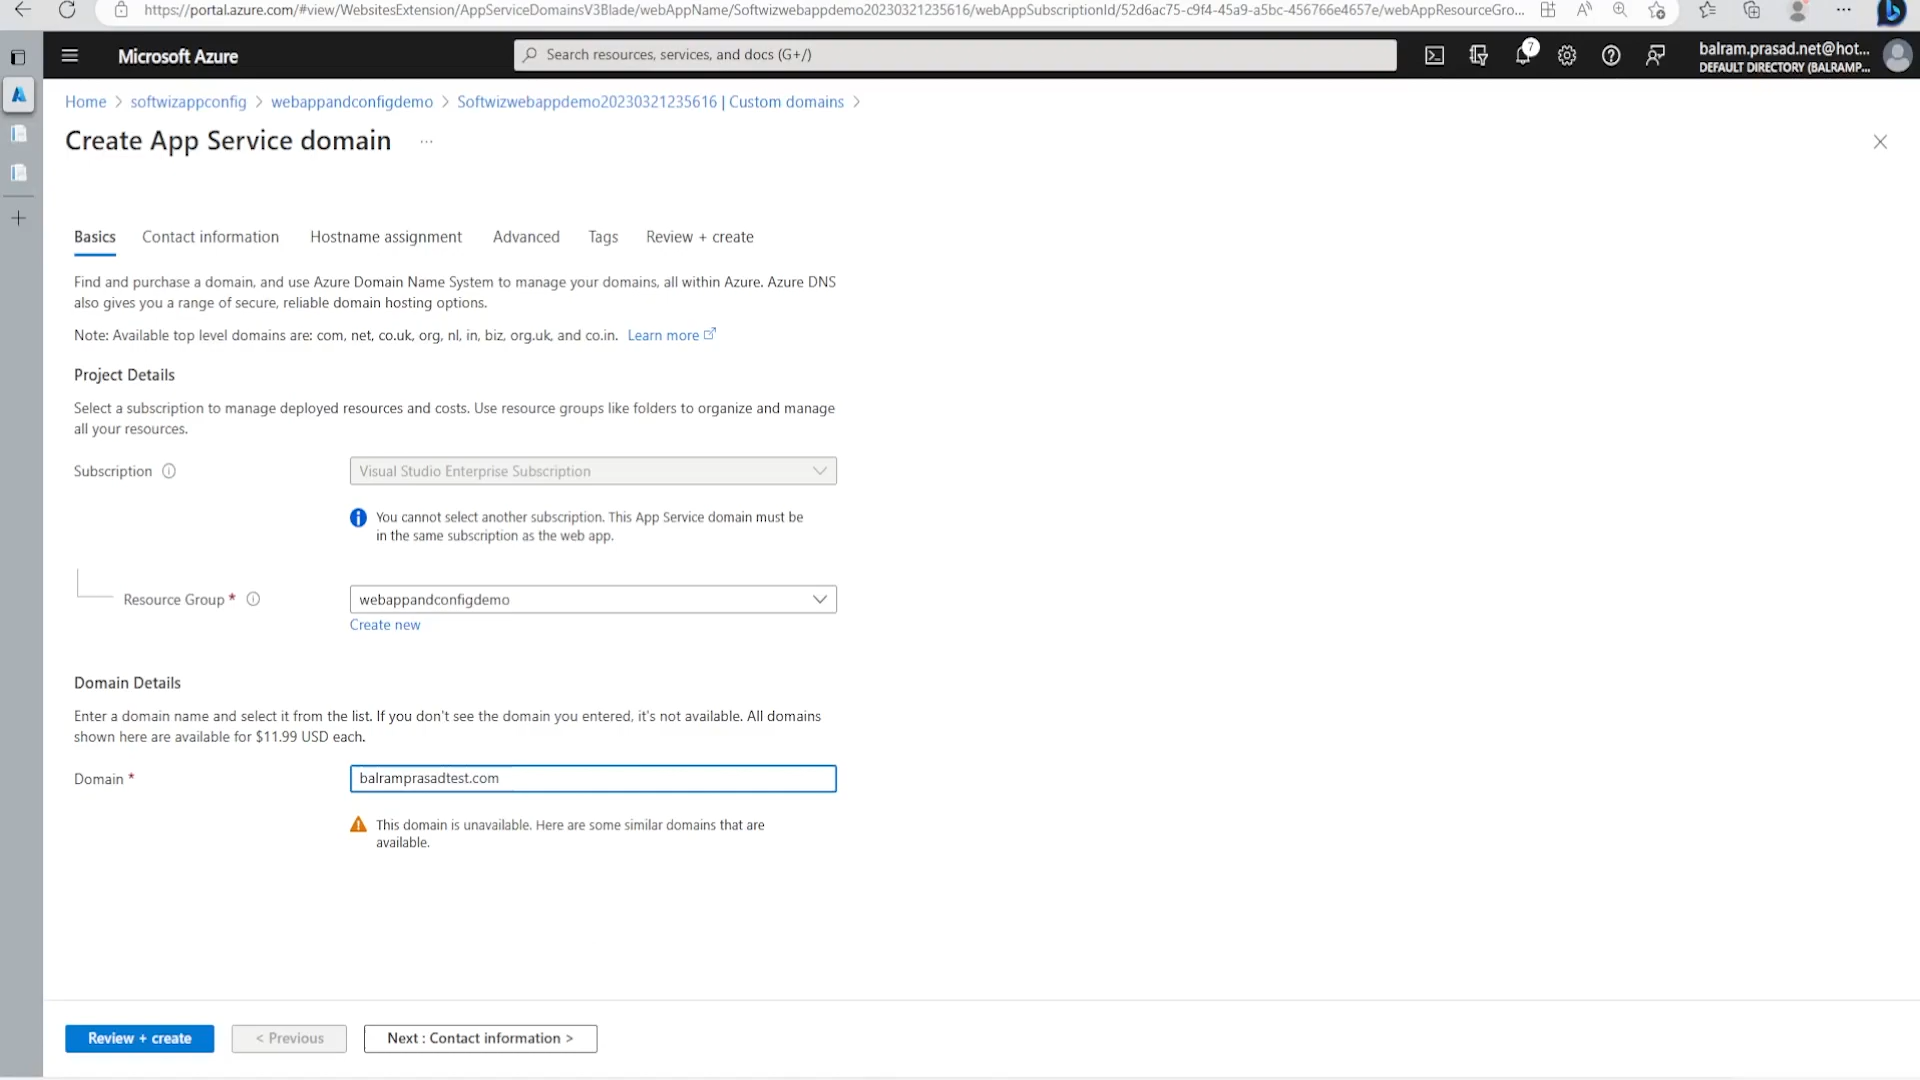 https://portal.azure.com/#view/WebsitesExtension/AppServiceDomainsV3Blade/webAppName/Softwizwebappdemo20230321235616/webAppSubscriptionId/52d6ac75-c9f4-45a9-a5bc-456766e4657e/webAppResourceGro...
Microsoft Azure
Search resources, services, and docs (G+/)
7
balram.prasad.net@hot...
DEFAULT DIRECTORY (BALRAMP...
Home > softwizappconfig > webappandconfigdemo > Softwizwebappdemo20230321235616 | Custom domains >
Create App Service domain ...
Basics Contact information Hostname assignment Advanced Tags Review + create
Find and purchase a domain, and use Azure Domain Name System to manage your domains, all within Azure. Azure DNS
also gives you a range of secure, reliable domain hosting options.
Note: Available top level domains are: com, net, co.uk, org, nl, in, biz, org.uk, and co.in. Learn more
Project Details
Select a subscription to manage deployed resources and costs. Use resource groups like folders to organize and manage
all your resources.
Subscription
Visual Studio Enterprise Subscription
You cannot select another subscription. This App Service domain must be
in the same subscription as the web app.
Resource Group *
webappandconfigdemo
Create new
Domain Details
Enter a domain name and select it from the list. If you don't see the domain you entered, it's not available. All domains
shown here are available for $11.99 USD each.
Domain *
balramprasadtest.com
This domain is unavailable. Here are some similar domains that are
available.
Review + create
< Previous
Next : Contact information >